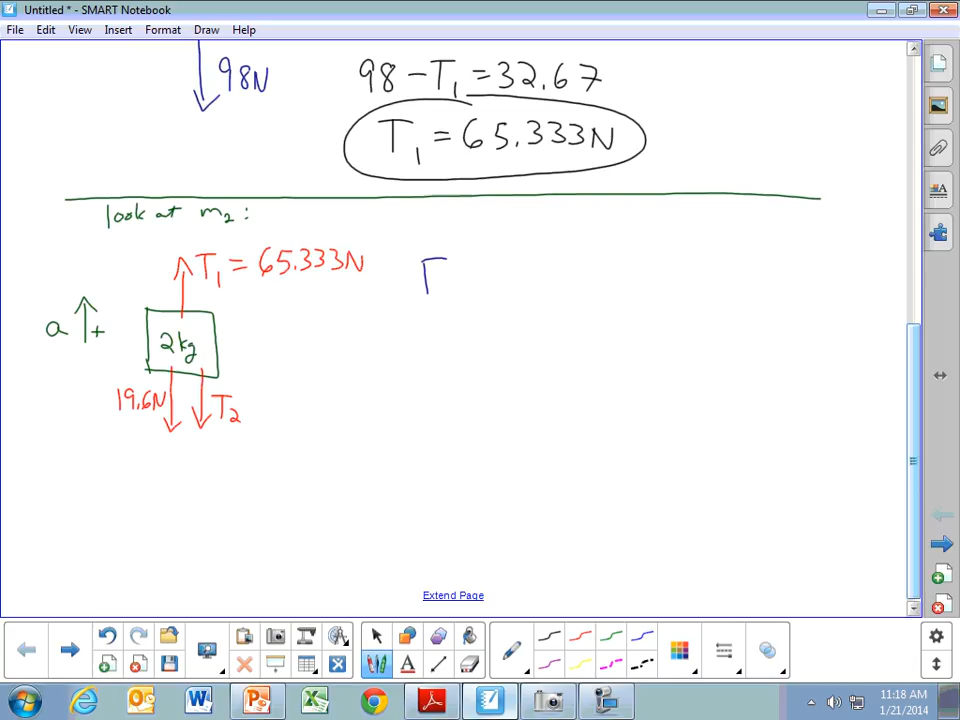 Untitled * - SMART Notebook
File Edit View Insert Format Draw Help
98N
98 - T₁ = 32.67
T₁ = 65.333N
look at m₂ :
T₁ = 65.333N
a +
2kg
19.6N
T₂
Extend Page
11:18 AM
1/21/2014